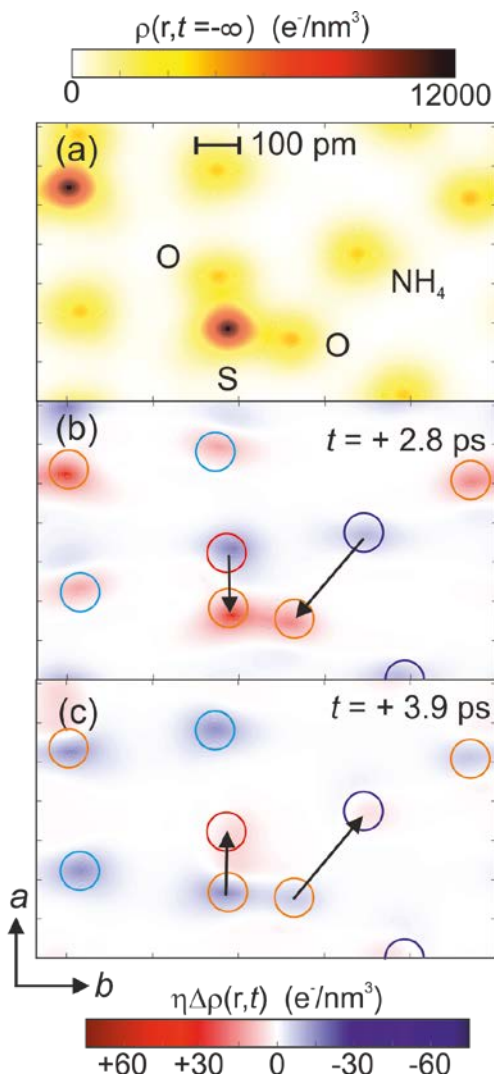 ρ(r,t =-∞) (e⁻/nm³)
0 12000
(a) 100 pm
O
NH₄
O
S
(b) t = + 2.8 ps
(c) t = + 3.9 ps
a
b
ηΔρ(r,t) (e⁻/nm³)
+60 +30 0 -30 -60